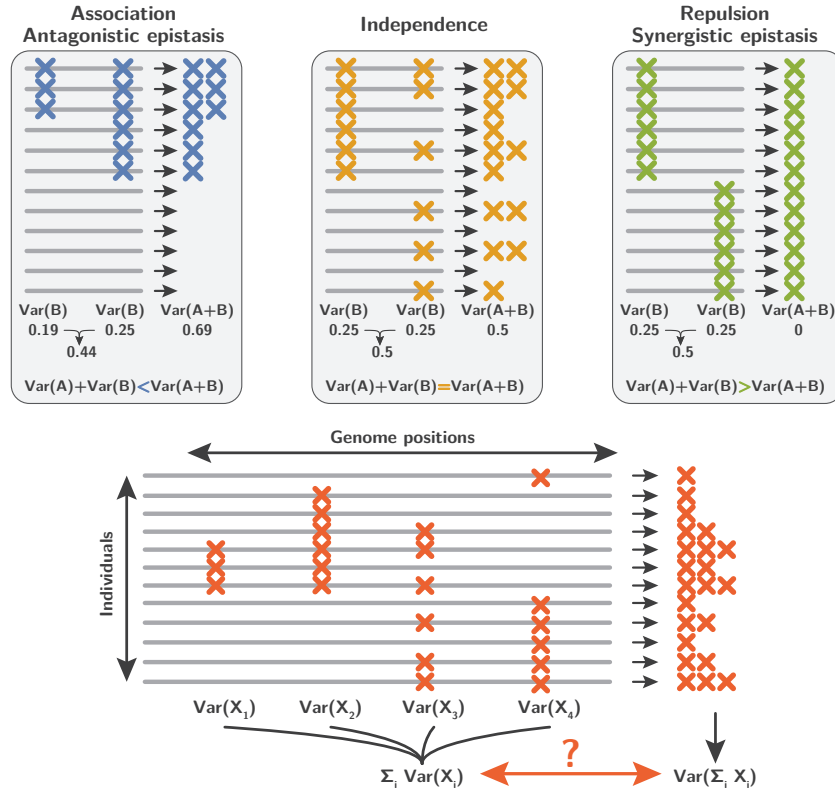 Association
Antagonistic epistasis
Independence
Repulsion
Synergistic epistasis
Var(B) Var(B) Var(A+B)
0.19 0.25 0.69
0.44
Var(A)+Var(B)<Var(A+B)
Var(B) Var(B) Var(A+B)
0.25 0.25 0.5
0.5
Var(A)+Var(B)=Var(A+B)
Var(B) Var(B) Var(A+B)
0.25 0.25 0
0.5
Var(A)+Var(B)>Var(A+B)
Genome positions
Individuals
Var(X₁) Var(X₂) Var(X₃) Var(X₄)
?
Σᵢ Var(Xᵢ) Var(Σᵢ Xᵢ)